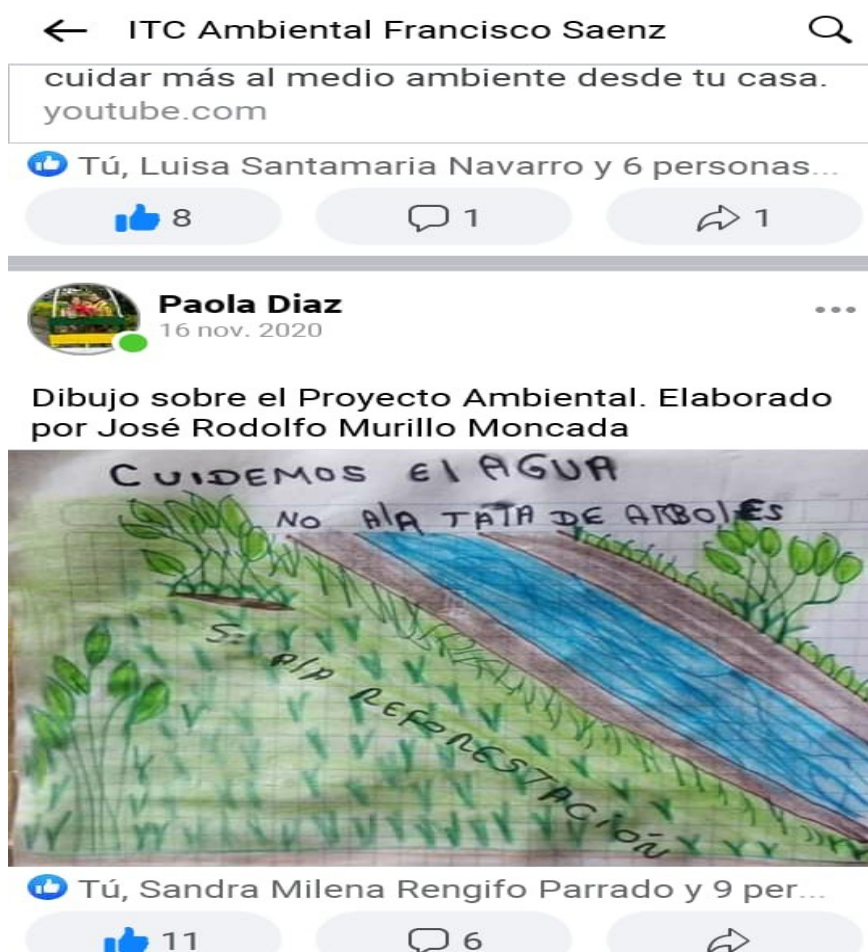 ITC Ambiental Francisco Saenz
cuidar más al medio ambiente desde tu casa.
youtube.com
Tú, Luisa Santamaria Navarro y 6 personas...
8
1
1
Paola Diaz
16 nov. 2020
Dibujo sobre el Proyecto Ambiental. Elaborado
por José Rodolfo Murillo Moncada
CUIDEMOS El AGUA
NO A lA TATA DE ARBOlES
Si A lA REFORESTACIÓN
Tú, Sandra Milena Rengifo Parrado y 9 per...
11
6